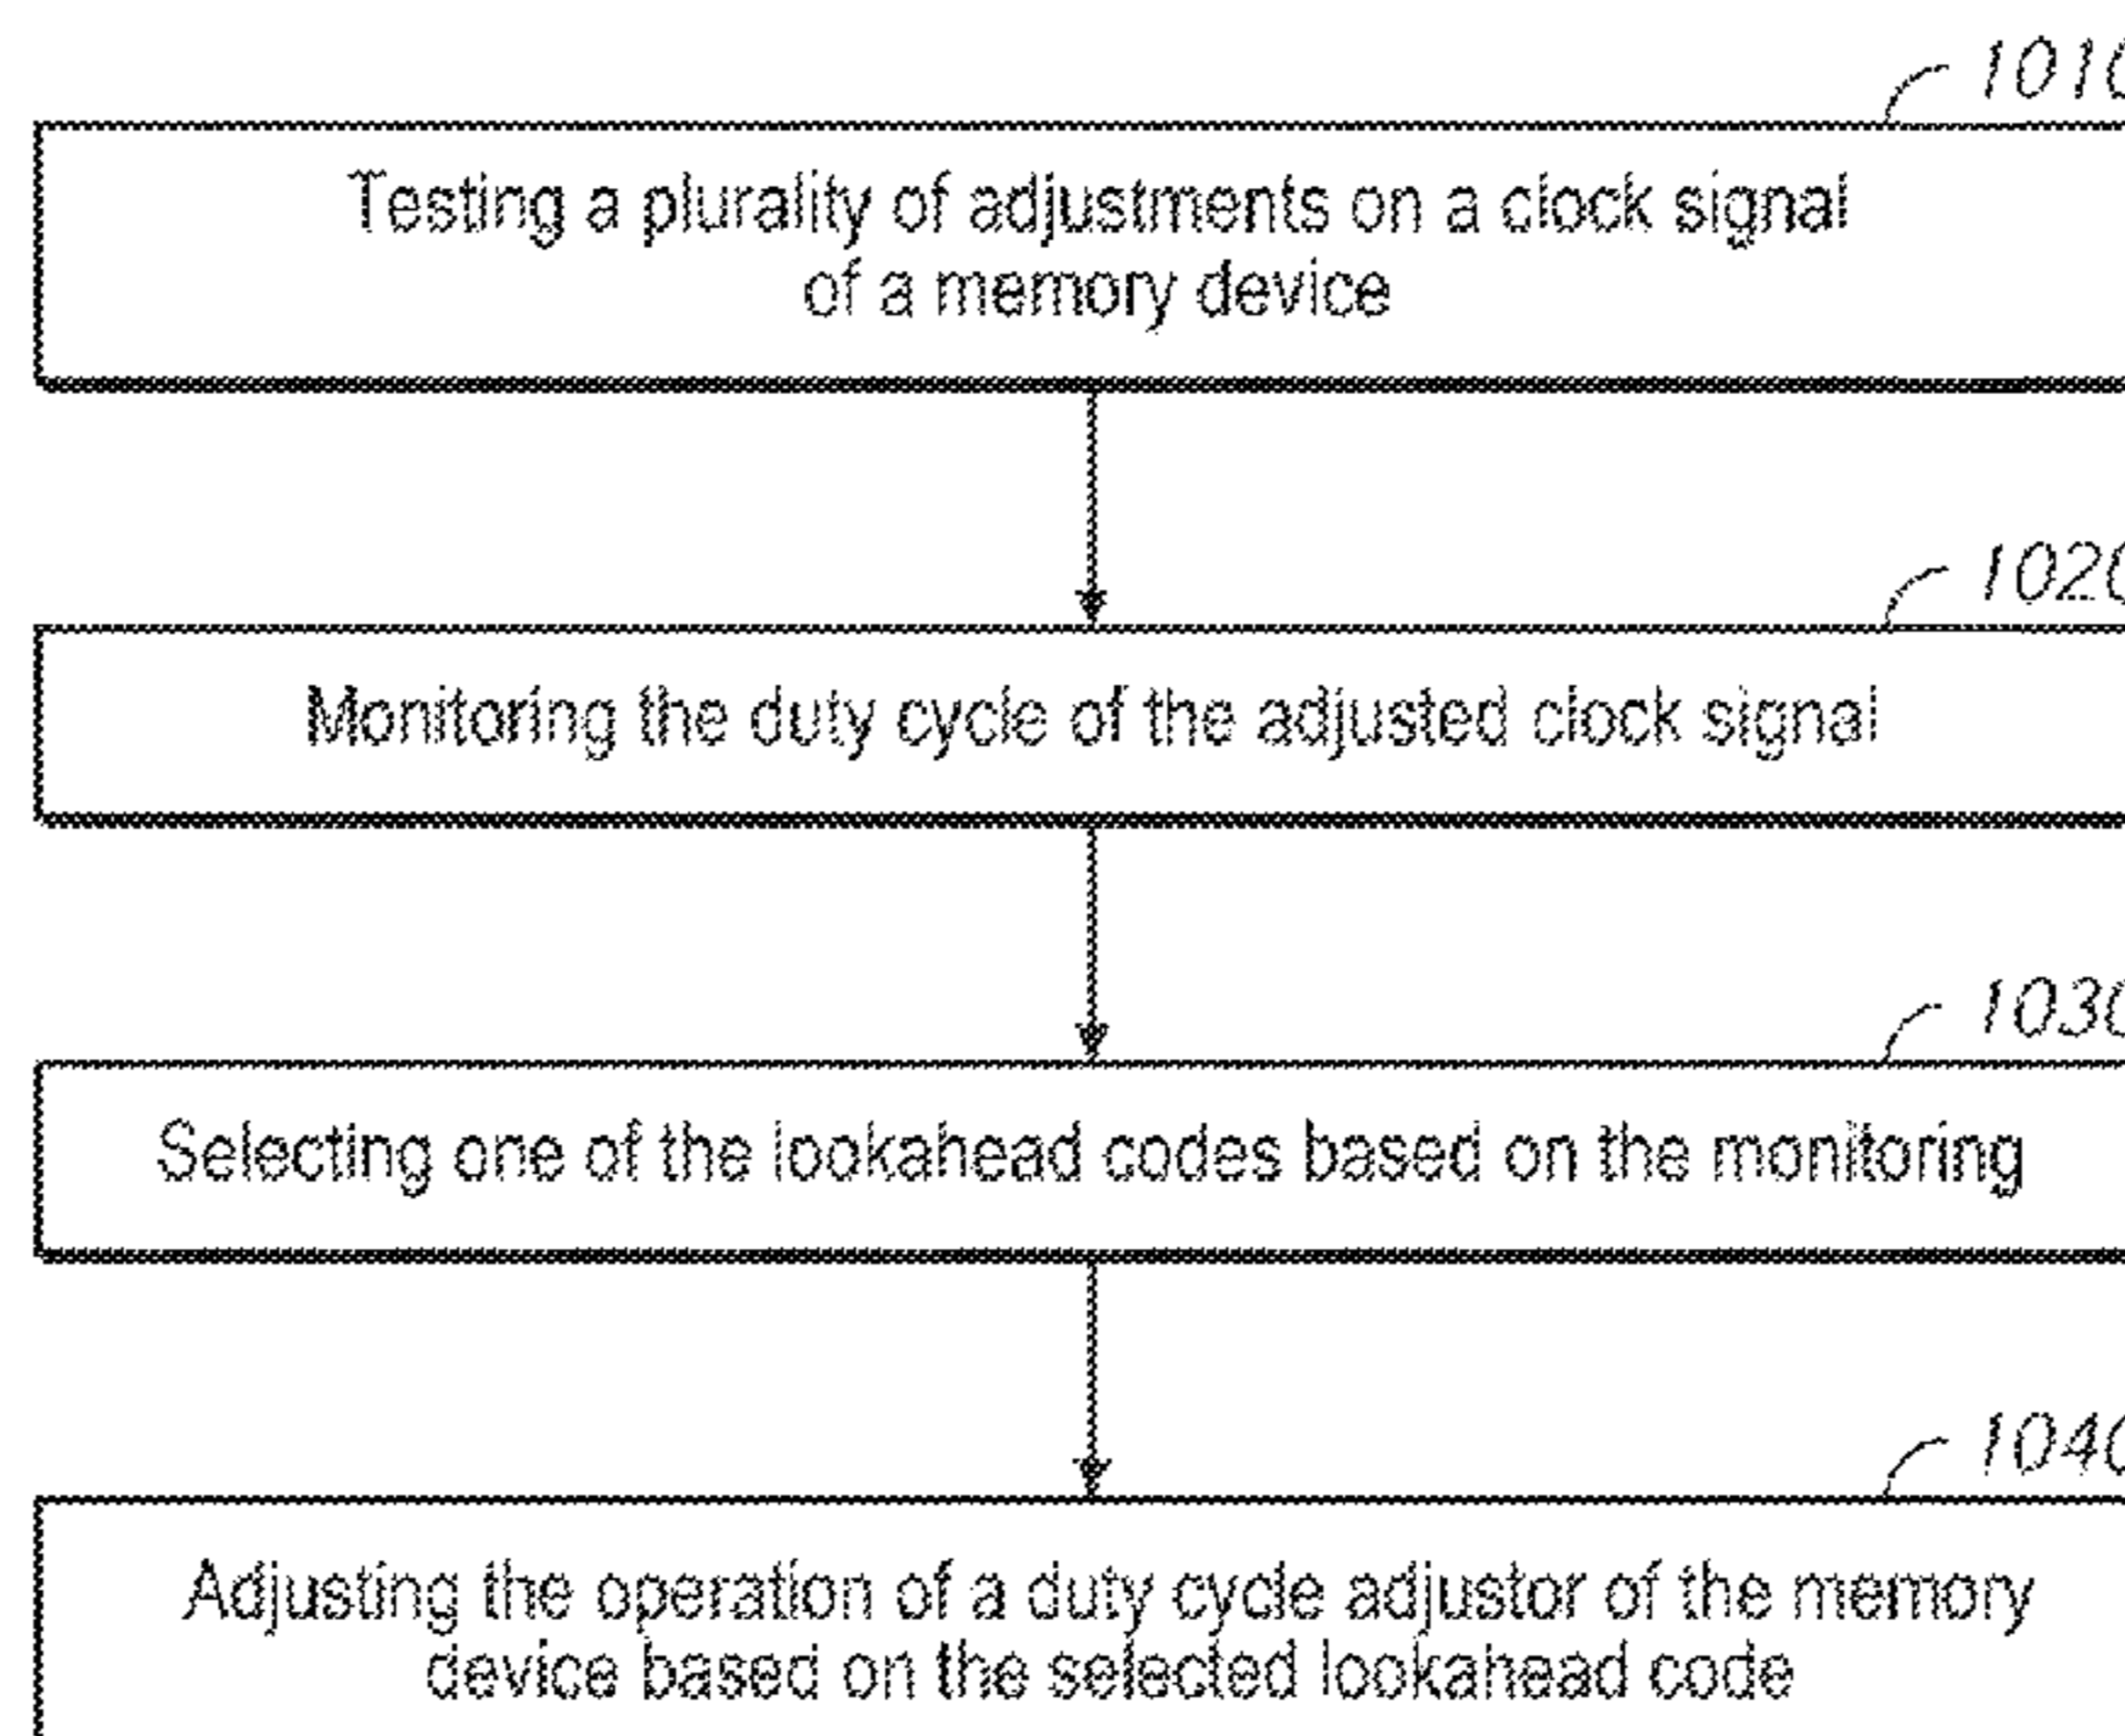 1010
Testing a plurality of adjustments on a clock signal
of a memory device
1020
Monitoring the duty cycle of the adjusted clock signal
1030
Selecting one of the lookahead codes based on the monitoring
1040
Adjusting the operation of a duty cycle adjustor of the memory
device based on the selected lookahead code